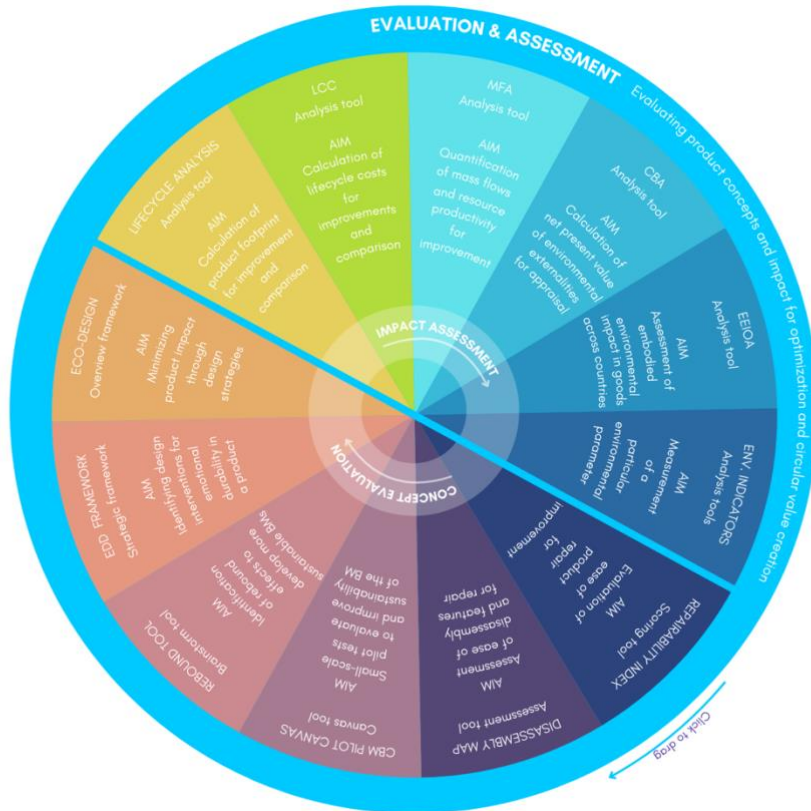 EVALUATION & ASSESSMENT
Evaluating product concepts and impact for optimization and circular value creation
LCC
Analysis tool
AIM
Calculation of
lifecycle costs
for
improvements
and
comparison
MFA
Analysis tool
AIM
Quantification
of mass flows
and resource
productivity
for
improvement
CBA
Analysis tool
AIM
Calculation of
net present value
of environmental
externalities
for appraisal
EEIOA
Analysis tool
AIM
Assessment of
embodied
environmental
impact in goods
across countries
ENV. INDICATORS
Analysis tools
AIM
Measurement
of a
particular
environmental
parameter
REPAIRABILITY INDEX
Scoring tool
AIM
Evaluation of
ease of
product
repair
for
improvement
DISASSEMBLY MAP
Assessment tool
AIM
Assessment
of ease of
disassembly
and features
for repair
CBM PILOT CANVAS
Canvas tool
AIM
Small-scale
pilot tests
to evaluate
and improve
sustainability
of the BM
REBOUND TOOL
Brainstorm tool
AIM
Identification
of rebound
effects to
develop more
sustainable BMs
EDD FRAMEWORK
Strategic framework
AIM
Identifying design
interventions for
emotional
durability in
a product
ECO-DESIGN
Overview framework
AIM
Minimizing
product impact
through
design
strategies
LIFECYCLE ANALYSIS
Analysis tool
AIM
Calculation of
product footprint
for improvement
and
comparison
IMPACT ASSESSMENT
CONCEPT EVALUATION
Click to drag